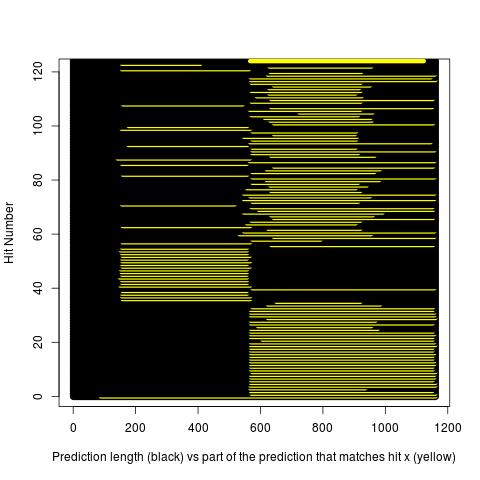 Hit Number
120
100
80
60
40
20
0
0 200 400 600 800 1000 1200
Prediction length (black) vs part of the prediction that matches hit x (yellow)